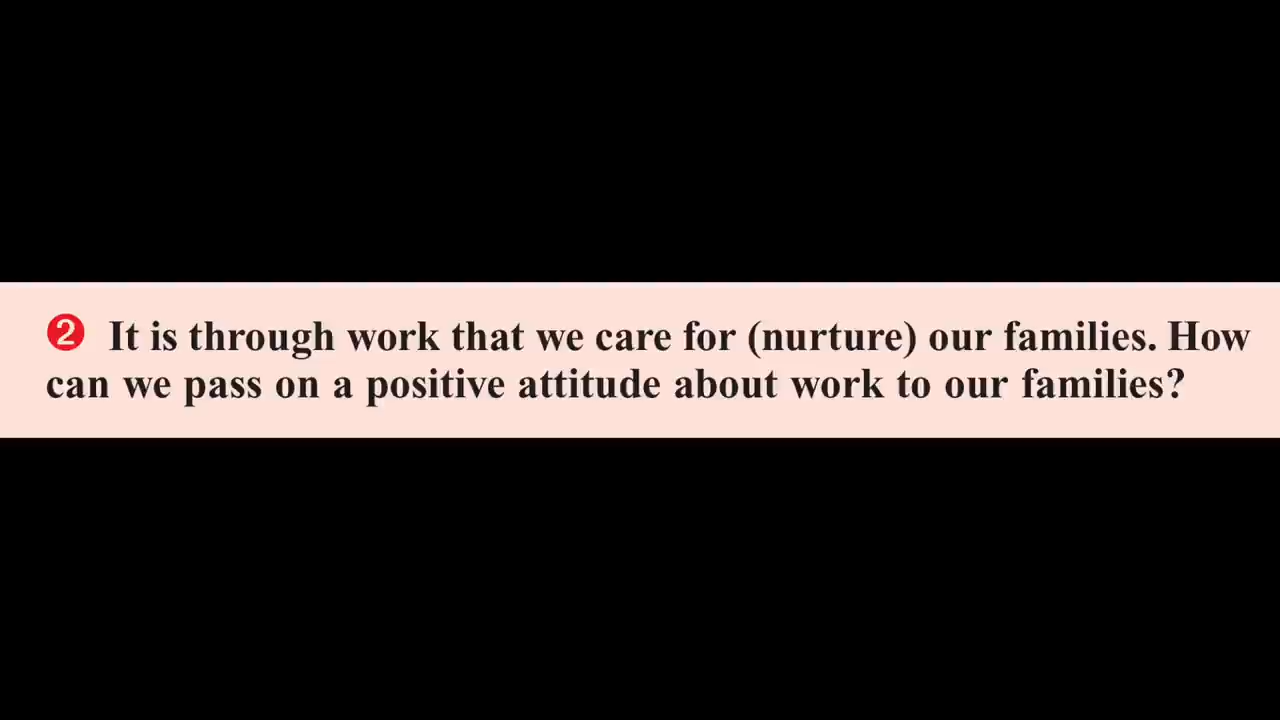 ❷ It is through work that we care for (nurture) our families. How
can we pass on a positive attitude about work to our families?